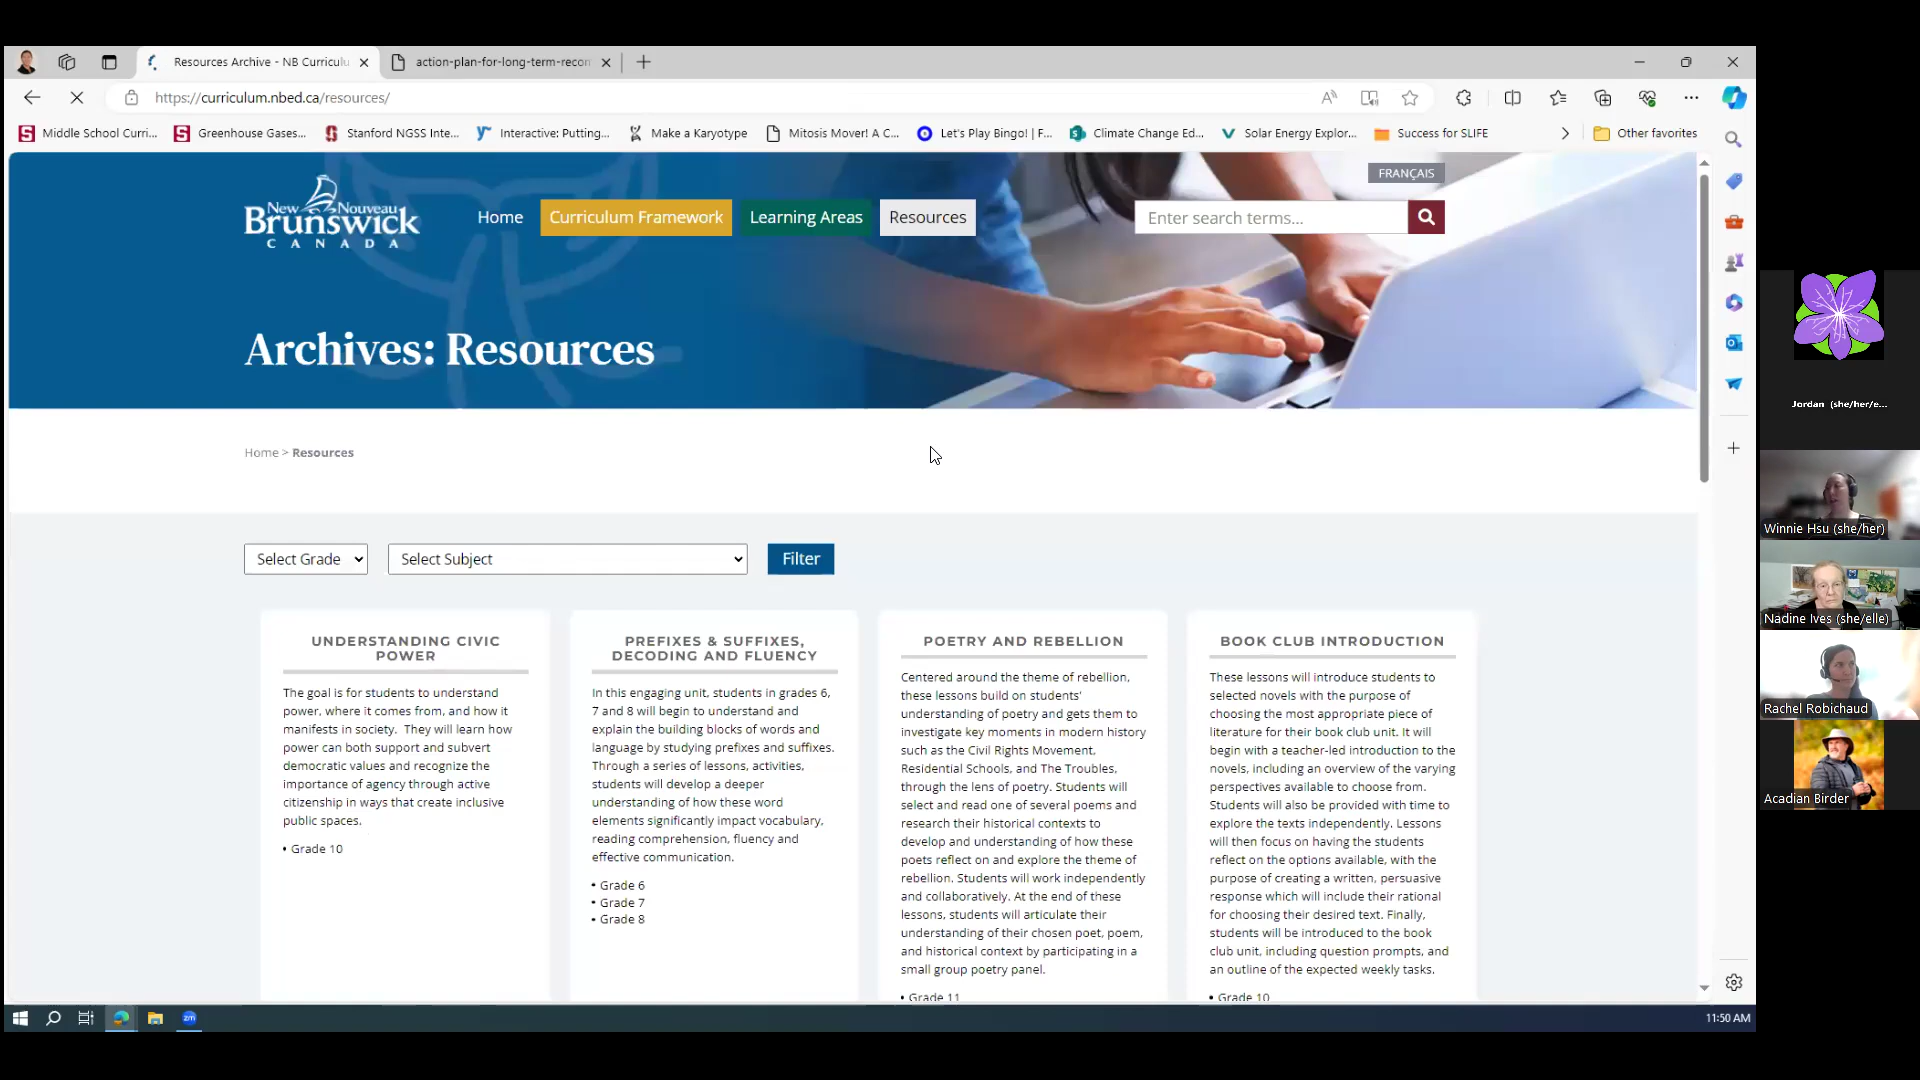 Resources Archive - NB Curricul
action-plan-for-long-term-recon
https://curriculum.nbed.ca/resources/
Middle School Curri...
Greenhouse Gases...
Stanford NGSS Inte...
Interactive: Putting...
Make a Karyotype
Mitosis Mover! A C...
Let's Play Bingo! | F...
Climate Change Ed...
Solar Energy Explor...
Success for SLIFE
Other favorites
FRANÇAIS
New Nouveau
Brunswick
CANADA
Home
Curriculum Framework
Learning Areas
Resources
Enter search terms...
Archives: Resources
Home > Resources
Select Grade
Select Subject
Filter
UNDERSTANDING CIVIC
POWER
The goal is for students to understand
power, where it comes from, and how it
manifests in society.  They will learn how
power can both support and subvert
democratic values and recognize the
importance of agency through active
citizenship in ways that create inclusive
public spaces.
• Grade 10
PREFIXES & SUFFIXES,
DECODING AND FLUENCY
In this engaging unit, students in grades 6,
7 and 8 will begin to understand and
explain the building blocks of words and
language by studying prefixes and suffixes.
Through a series of lessons, activities,
students will develop a deeper
understanding of how these word
elements significantly impact vocabulary,
reading comprehension, fluency and
effective communication.
• Grade 6
• Grade 7
• Grade 8
POETRY AND REBELLION
Centered around the theme of rebellion,
these lessons build on students'
understanding of poetry and gets them to
investigate key moments in modern history
such as the Civil Rights Movement,
Residential Schools, and The Troubles,
through the lens of poetry. Students will
select and read one of several poems and
research their historical contexts to
develop and understanding of how these
poets reflect on and explore the theme of
rebellion. Students will work independently
and collaboratively. At the end of these
lessons, students will articulate their
understanding of their chosen poet, poem,
and historical context by participating in a
small group poetry panel.
• Grade 11
BOOK CLUB INTRODUCTION
These lessons will introduce students to
selected novels with the purpose of
choosing the most appropriate piece of
literature for their book club unit. It will
begin with a teacher-led introduction to the
novels, including an overview of the varying
perspectives available to choose from.
Students will also be provided with time to
explore the texts independently. Lessons
will then focus on having the students
reflect on the options available, with the
purpose of creating a written, persuasive
response which will include their rational
for choosing their desired text. Finally,
students will be introduced to the book
club unit, including question prompts, and
an outline of the expected weekly tasks.
• Grade 10
Jordan (she/her/e...
Winnie Hsu (she/her)
Nadine Ives (she/elle)
Rachel Robichaud
Acadian Birder
zm
11:50 AM